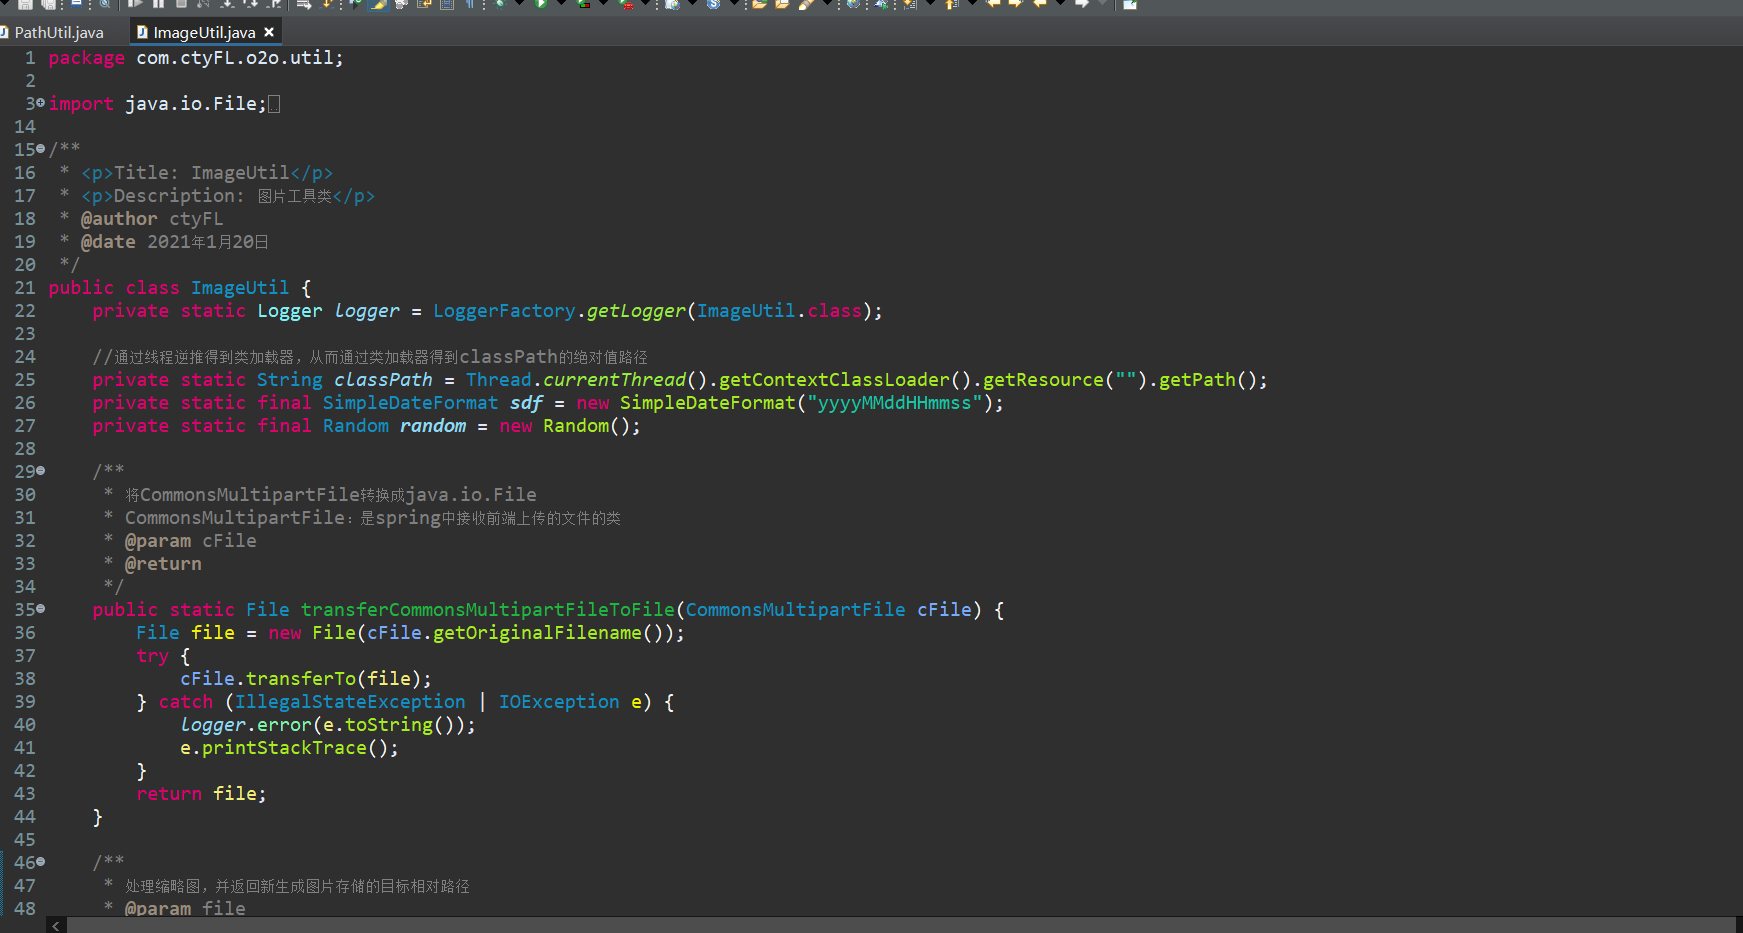 PathUtil.java ImageUtil.java
1 package com.ctyFL.o2o.util;
2
3 import java.io.File;
14
15 /**
16 * <p>Title: ImageUtil</p>
17 * <p>Description: 图片工具类</p>
18 * @author ctyFL
19 * @date 2021年1月20日
20 */
21 public class ImageUtil {
22 private static Logger logger = LoggerFactory.getLogger(ImageUtil.class);
23
24 //通过线程逆推得到类加载器，从而通过类加载器得到classPath的绝对值路径
25 private static String classPath = Thread.currentThread().getContextClassLoader().getResource("").getPath();
26 private static final SimpleDateFormat sdf = new SimpleDateFormat("yyyyMMddHHmmss");
27 private static final Random random = new Random();
28
29 /**
30 * 将CommonsMultipartFile转换成java.io.File
31 * CommonsMultipartFile：是spring中接收前端上传的文件的类
32 * @param cFile
33 * @return
34 */
35 public static File transferCommonsMultipartFileToFile(CommonsMultipartFile cFile) {
36 File file = new File(cFile.getOriginalFilename());
37 try {
38 cFile.transferTo(file);
39 } catch (IllegalStateException | IOException e) {
40 logger.error(e.toString());
41 e.printStackTrace();
42 }
43 return file;
44 }
45
46 /**
47 * 处理缩略图，并返回新生成图片存储的目标相对路径
48 * @param file